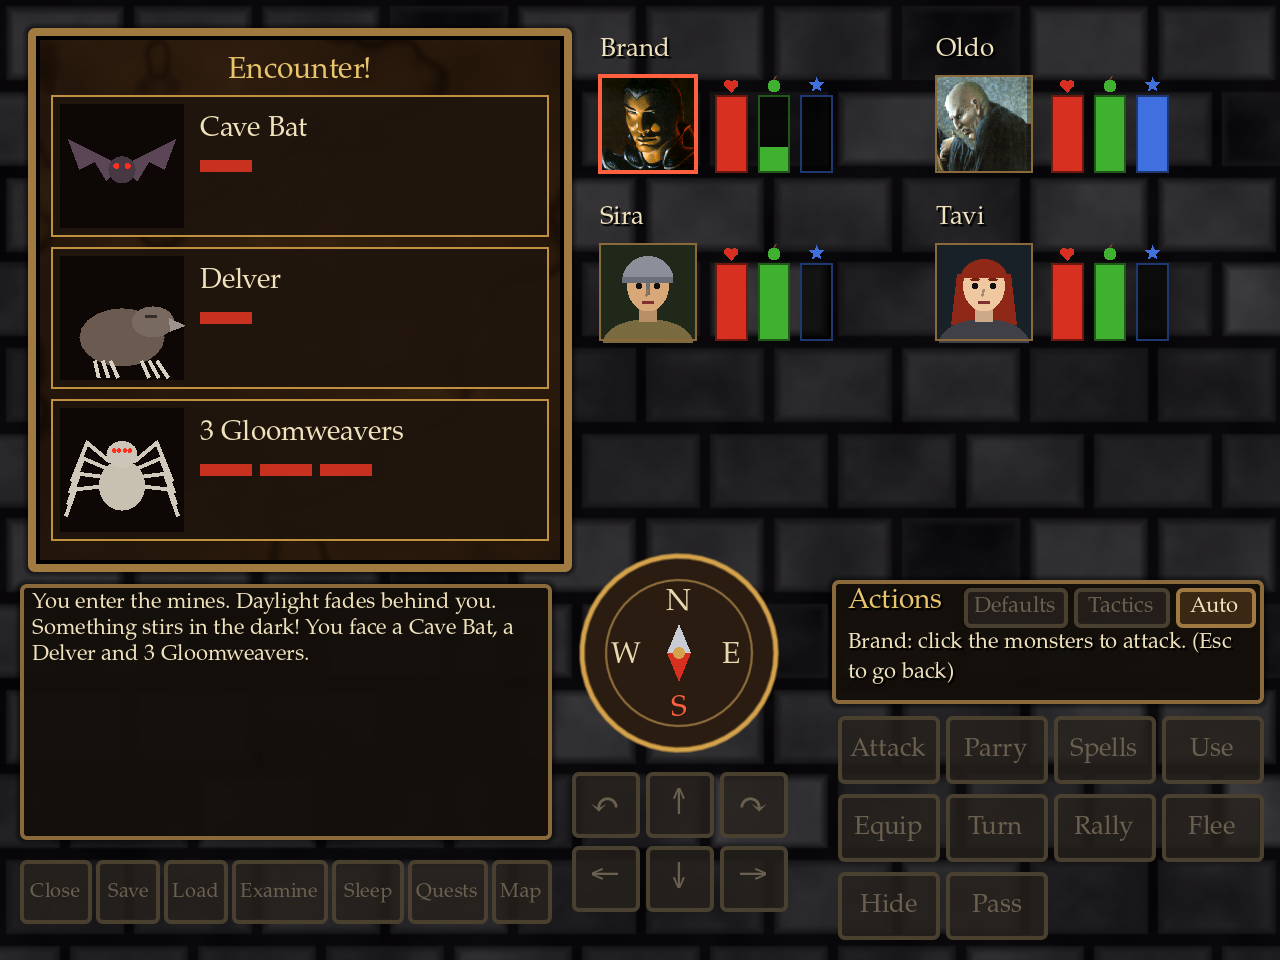 Encounter!
Cave Bat
Delver
3 Gloomweavers
Brand
Oldo
Sira
Tavi
You enter the mines. Daylight fades behind you.
Something stirs in the dark! You face a Cave Bat, a
Delver and 3 Gloomweavers.
N
W
E
S
Actions
Defaults
Tactics
Auto
Brand: click the monsters to attack. (Esc
to go back)
Attack
Parry
Spells
Use
Equip
Turn
Rally
Flee
Hide
Pass
Close
Save
Load
Examine
Sleep
Quests
Map